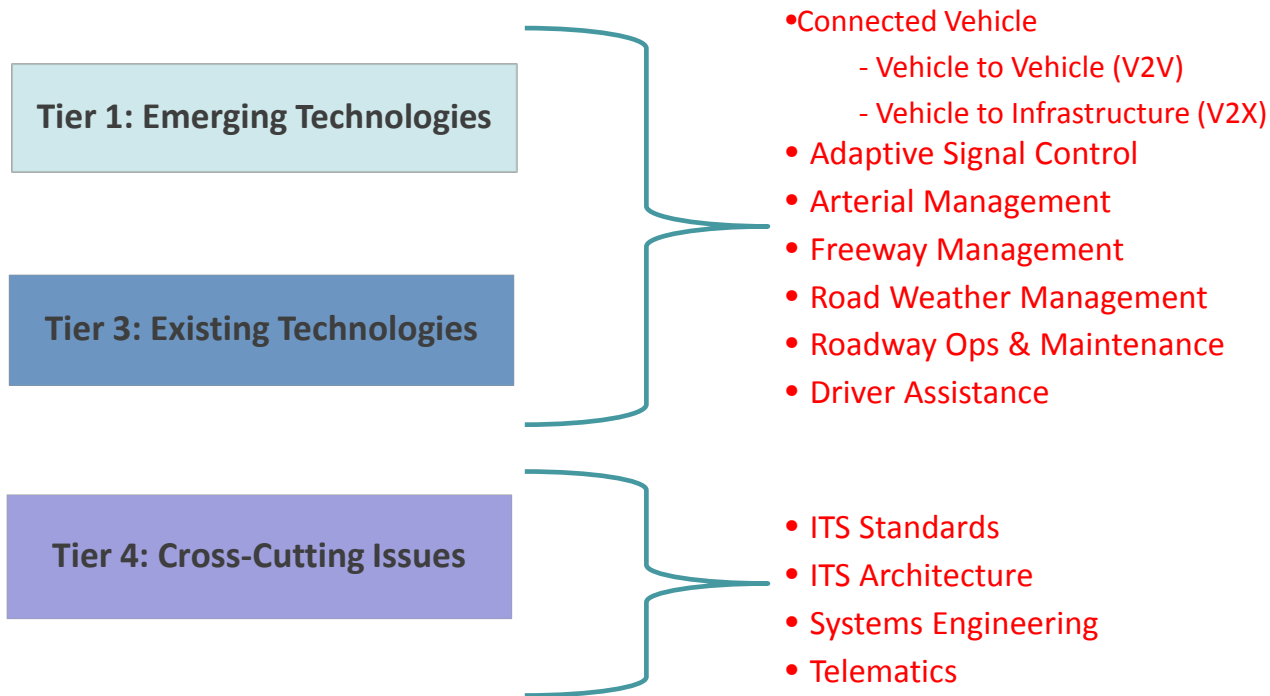 Tier 1: Emerging Technologies
Tier 3: Existing Technologies
Tier 4: Cross-Cutting Issues
•Connected Vehicle
- Vehicle to Vehicle (V2V)
- Vehicle to Infrastructure (V2X)
• Adaptive Signal Control
• Arterial Management
• Freeway Management
• Road Weather Management
• Roadway Ops & Maintenance
• Driver Assistance
• ITS Standards
• ITS Architecture
• Systems Engineering
• Telematics